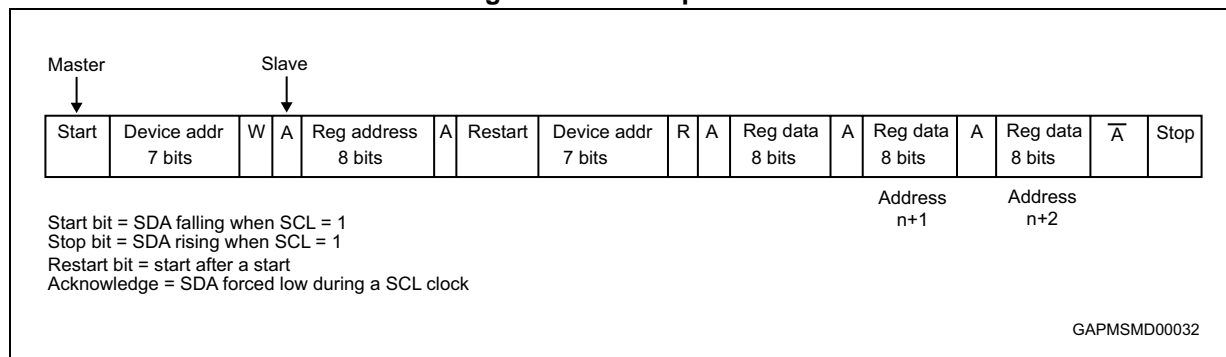 Master Slave
Start Device addr 7 bits W A Reg address 8 bits A Restart Device addr 7 bits R A Reg data 8 bits A Reg data 8 bits A Reg data 8 bits A Stop
Address n+1 Address n+2
Start bit = SDA falling when SCL = 1
Stop bit = SDA rising when SCL = 1
Restart bit = start after a start
Acknowledge = SDA forced low during a SCL clock
GAPMSMD00032